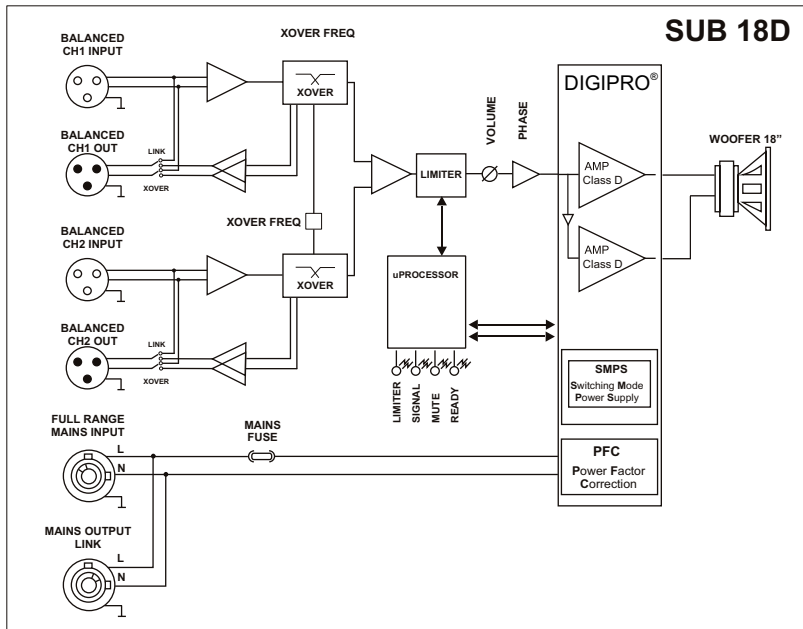 SUB 18D
BALANCED
CH1 INPUT
XOVER FREQ
XOVER
BALANCED
CH1 OUT
LINK
XOVER
XOVER FREQ
BALANCED
CH2 INPUT
XOVER
BALANCED
CH2 OUT
LINK
XOVER
LIMITER
VOLUME
PHASE
uPROCESSOR
LIMITER
SIGNAL
MUTE
READY
DIGIPRO®
AMP
Class D
AMP
Class D
WOOFER 18”
SMPS
Switching Mode
Power Supply
PFC
Power Factor
Correction
FULL RANGE
MAINS INPUT
L
N
MAINS
FUSE
MAINS OUTPUT
LINK
L
N